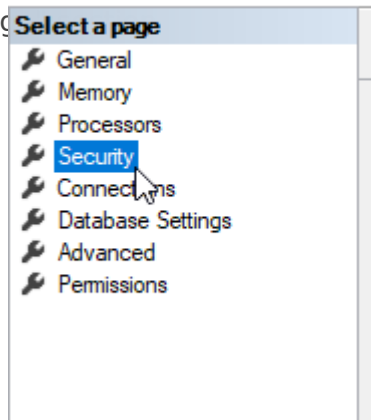 Select a page
General
Memory
Processors
Security
Connections
Database Settings
Advanced
Permissions